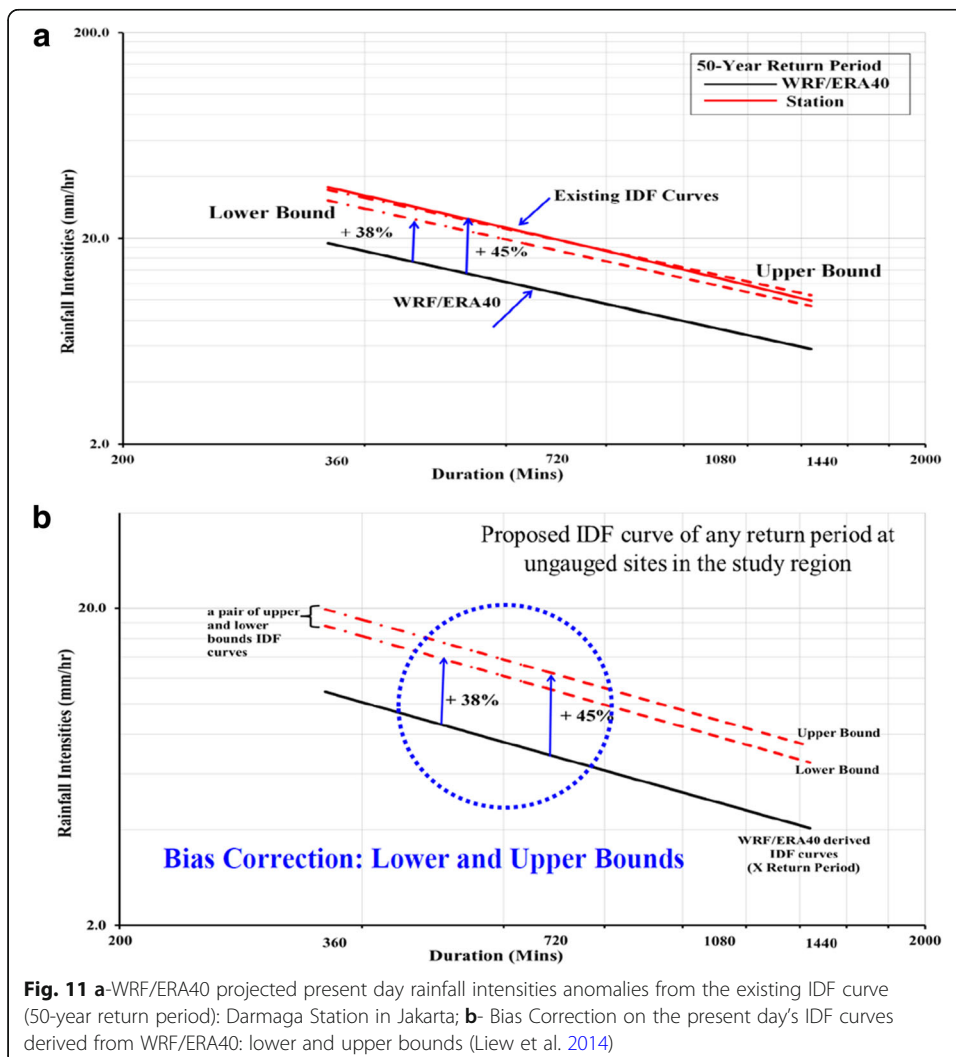 a
200.0
50-Year Return Period
WRF/ERA40
Station
Existing IDF Curves
Lower Bound
+ 38%
20.0
+ 45%
Upper Bound
WRF/ERA40
Rainfall Intensities (mm/hr)
2.0
200
360
720
1080
1440
2000
Duration (Mins)
b
Proposed IDF curve of any return period at
ungauged sites in the study region
20.0
a pair of upper
and lower
bounds IDF
curves
+ 38%
+ 45%
Upper Bound
Lower Bound
Rainfall Intensities (mm/hr)
WRF/ERA40 derived
IDF curves
(X Return Period)
Bias Correction: Lower and Upper Bounds
2.0
200
360
720
1080
1440
2000
Duration (Mins)
Fig. 11 a-WRF/ERA40 projected present day rainfall intensities anomalies from the existing IDF curve
(50-year return period): Darmaga Station in Jakarta; b- Bias Correction on the present day's IDF curves
derived from WRF/ERA40: lower and upper bounds (Liew et al. 2014)